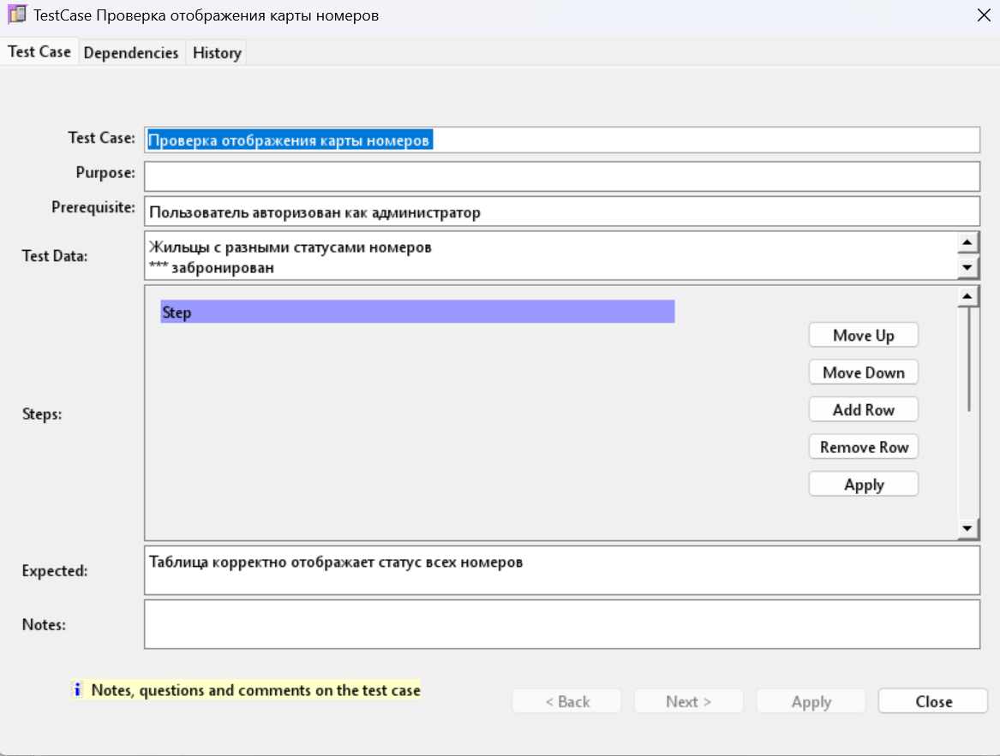 TestCase Проверка отображения карты номеров
Test Case Dependencies History
Test Case: Проверка отображения карты номеров
Purpose:
Prerequisite: Пользователь авторизован как администратор
Test Data: Жильцы с разными статусами номеров
*** забронирован
Steps:
Step
Move Up
Move Down
Add Row
Remove Row
Apply
Expected: Таблица корректно отображает статус всех номеров
Notes:
Notes, questions and comments on the test case
< Back Next > Apply Close